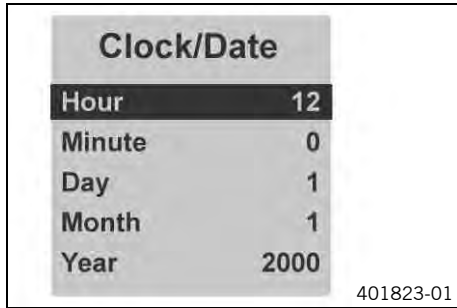 Clock/Date
Hour 12
Minute 0
Day 1
Month 1
Year 2000
401823-01